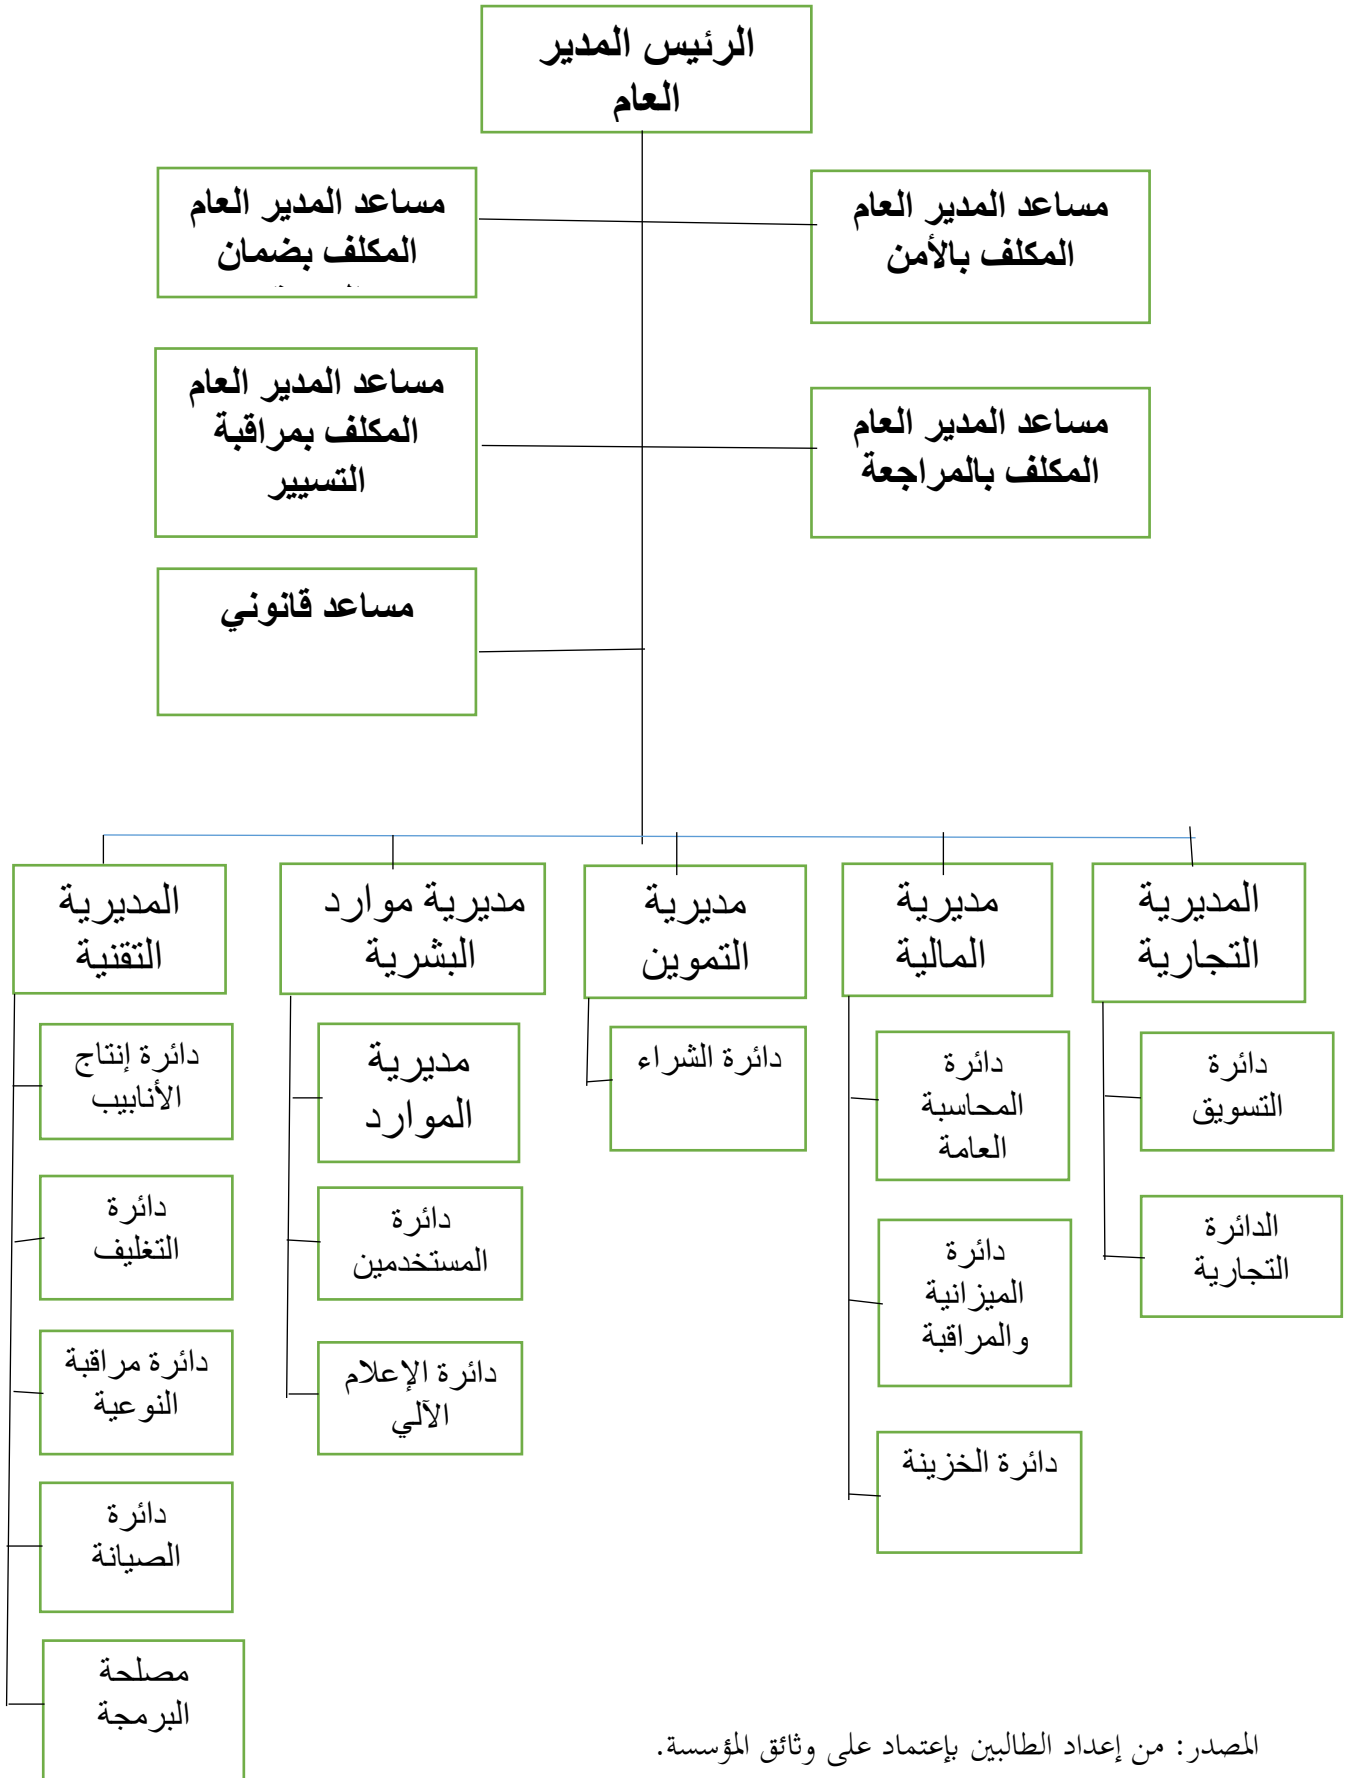 الرئيس المدير
العام
مساعد المدير العام
المكلف بالأمن
مساعد المدير العام
المكلف بضمان
مساعد المدير العام
المكلف بالمراجعة
مساعد المدير العام
المكلف بمراقبة
التسيير
مساعد قانوني
المديرية
التجارية
مديرية
المالية
مديرية
التموين
مديرية موارد
البشرية
المديرية
التقنية
دائرة
التسويق
الدائرة
التجارية
دائرة
المحاسبة
العامة
دائرة
الميزانية
والمراقبة
دائرة الخزينة
دائرة الشراء
مديرية
الموارد
دائرة
المستخدمين
دائرة الإعلام
الآلي
دائرة إنتاج
الأنابيب
دائرة
التغليف
دائرة مراقبة
النوعية
دائرة
الصيانة
مصلحة
البرمجة
المصدر: من إعداد الطالبين بإعتماد على وثائق المؤسسة.